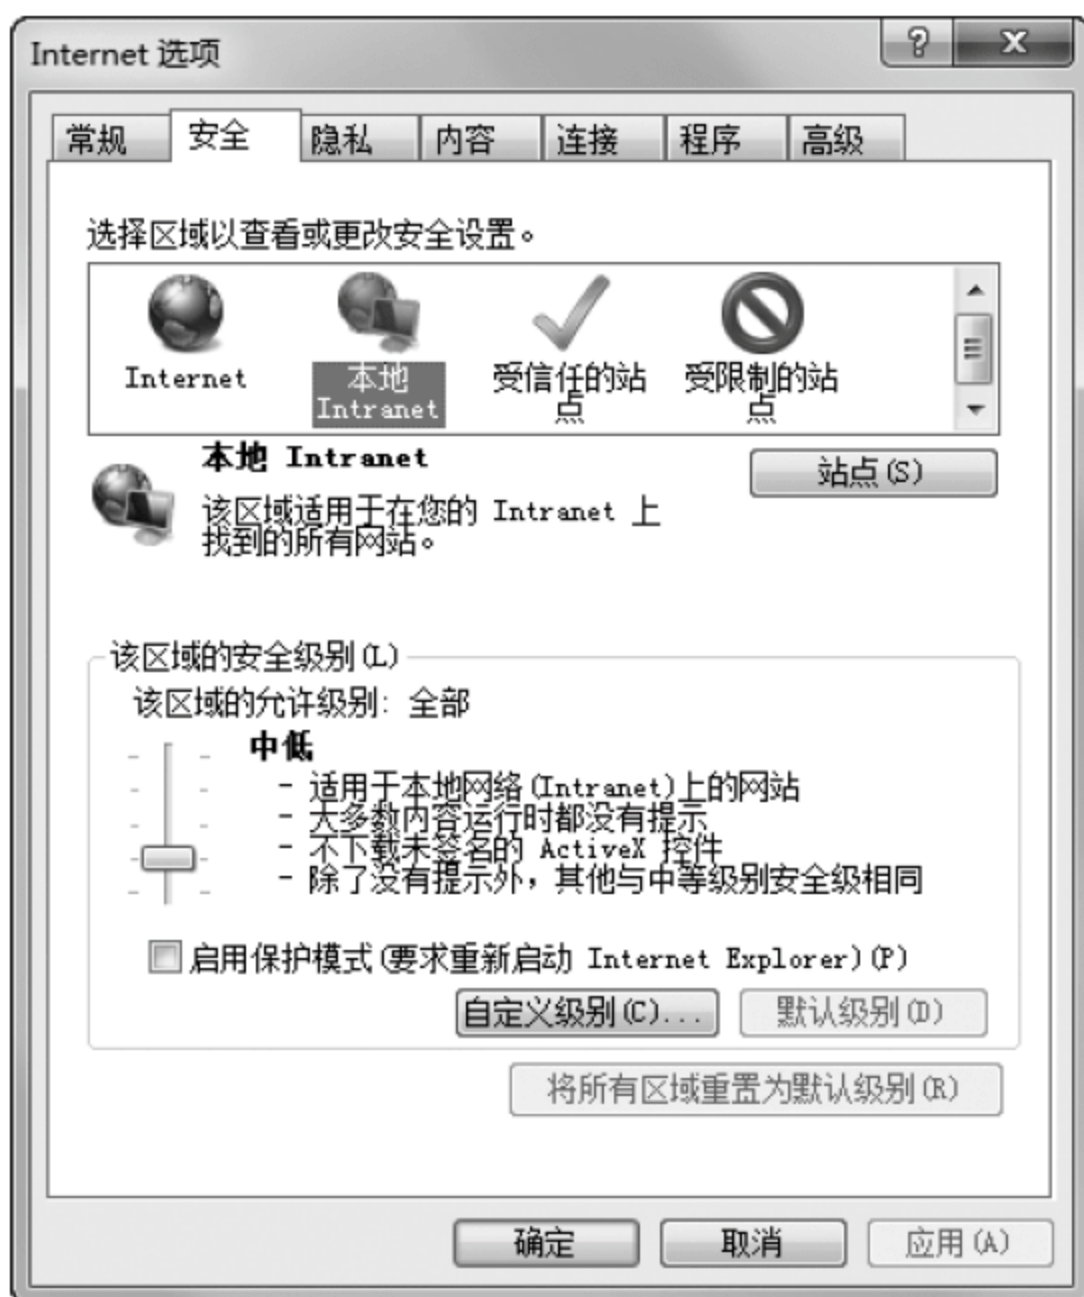 Internet 选项
常规 安全 隐私 内容 连接 程序 高级
选择区域以查看或更改安全设置。
Internet
本地
Intranet
受信任的站
点
受限制的站
点
本地 Intranet
站点(S)
该区域适用于在您的 Intranet 上
找到的所有网站。
该区域的安全级别(L)
该区域的允许级别: 全部
中低
- 适用于本地网络(Intranet)上的网站
- 大多数内容运行时都没有提示
- 不下载未签名的 ActiveX 控件
- 除了没有提示外，其他与中等级别安全级相同
启用保护模式(要求重新启动 Internet Explorer)(P)
自定义级别(C)... 默认级别(D)
将所有区域重置为默认级别(R)
确定 取消 应用(A)